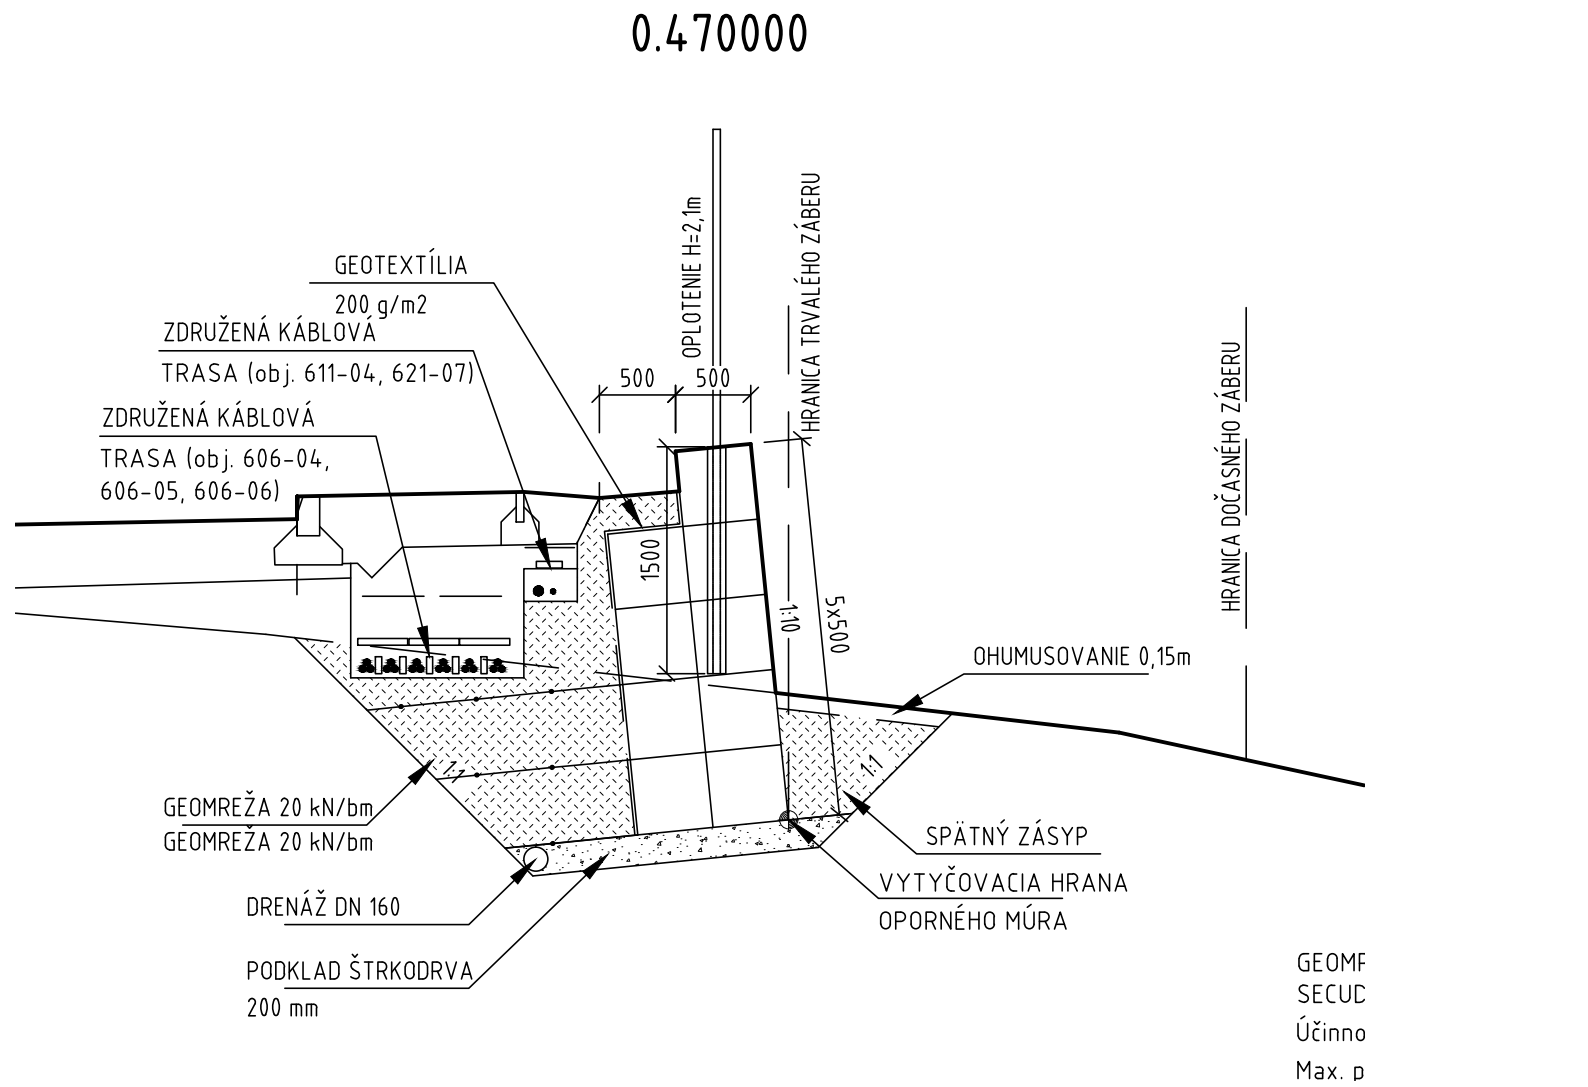 0.470000
OPLOTENIE H=2,1m
HRANICA TRVALÉHO ZÁBERU
GEOTEXTÍLIA
200 g/m2
ZDRUŽENÁ KÁBLOVÁ
TRASA (obj. 611-04, 621-07)
500
500
ZDRUŽENÁ KÁBLOVÁ
TRASA (obj. 606-04,
606-05, 606-06)
HRANICA DOČASNÉHO ZÁBERU
1500
1:10
5x500
OHUMUSOVANIE 0,15m
1:1
1:1
GEOMREŽA 20 kN/bm
GEOMREŽA 20 kN/bm
SPÄTNÝ ZÁSYP
VYTYČOVACIA HRANA
OPORNÉHO MÚRA
DRENÁŽ DN 160
PODKLAD ŠTRKODRVA
200 mm
SECUD
Účinno
Max. p